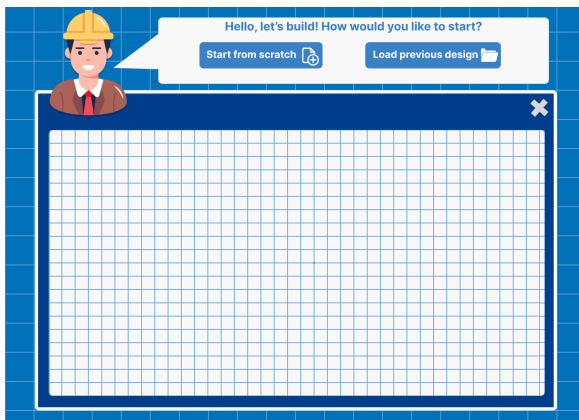 Hello, let's build! How would you like to start?
Start from scratch
Load previous design